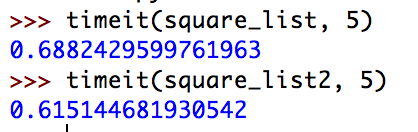 >>> timeit(square_list, 5)
0.6882429599761963
>>> timeit(square_list2, 5)
0.615144681930542